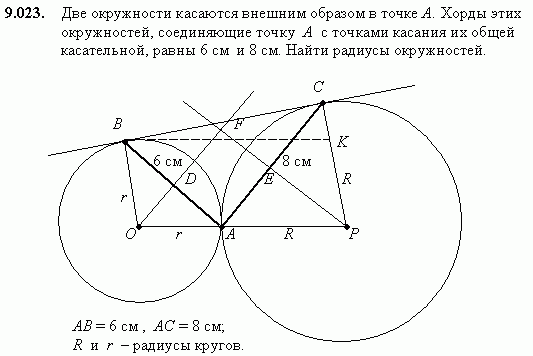 9.023. Две окружности касаются внешним образом в точке A. Хорды этих
окружностей, соединяющие точку A с точками касания их общей
касательной, равны 6 см и 8 см. Найти радиусы окружностей.
C
B
F
K
6 см
8 см
D
E
R
r
O
r
A
R
P
AB = 6 см , AC = 8 см;
R и r – радиусы кругов.